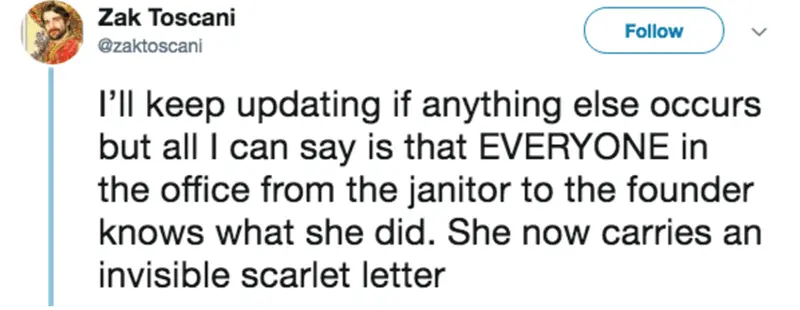 Zak Toscani
@zaktoscani
Follow
I’ll keep updating if anything else occurs
but all I can say is that EVERYONE in
the office from the janitor to the founder
knows what she did. She now carries an
invisible scarlet letter